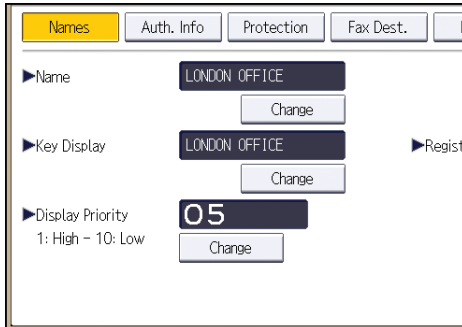 Names Auth. Info Protection Fax Dest.
▶Name LONDON OFFICE
Change
▶Key Display LONDON OFFICE ▶Regist
Change
▶Display Priority 05
1: High - 10: Low Change